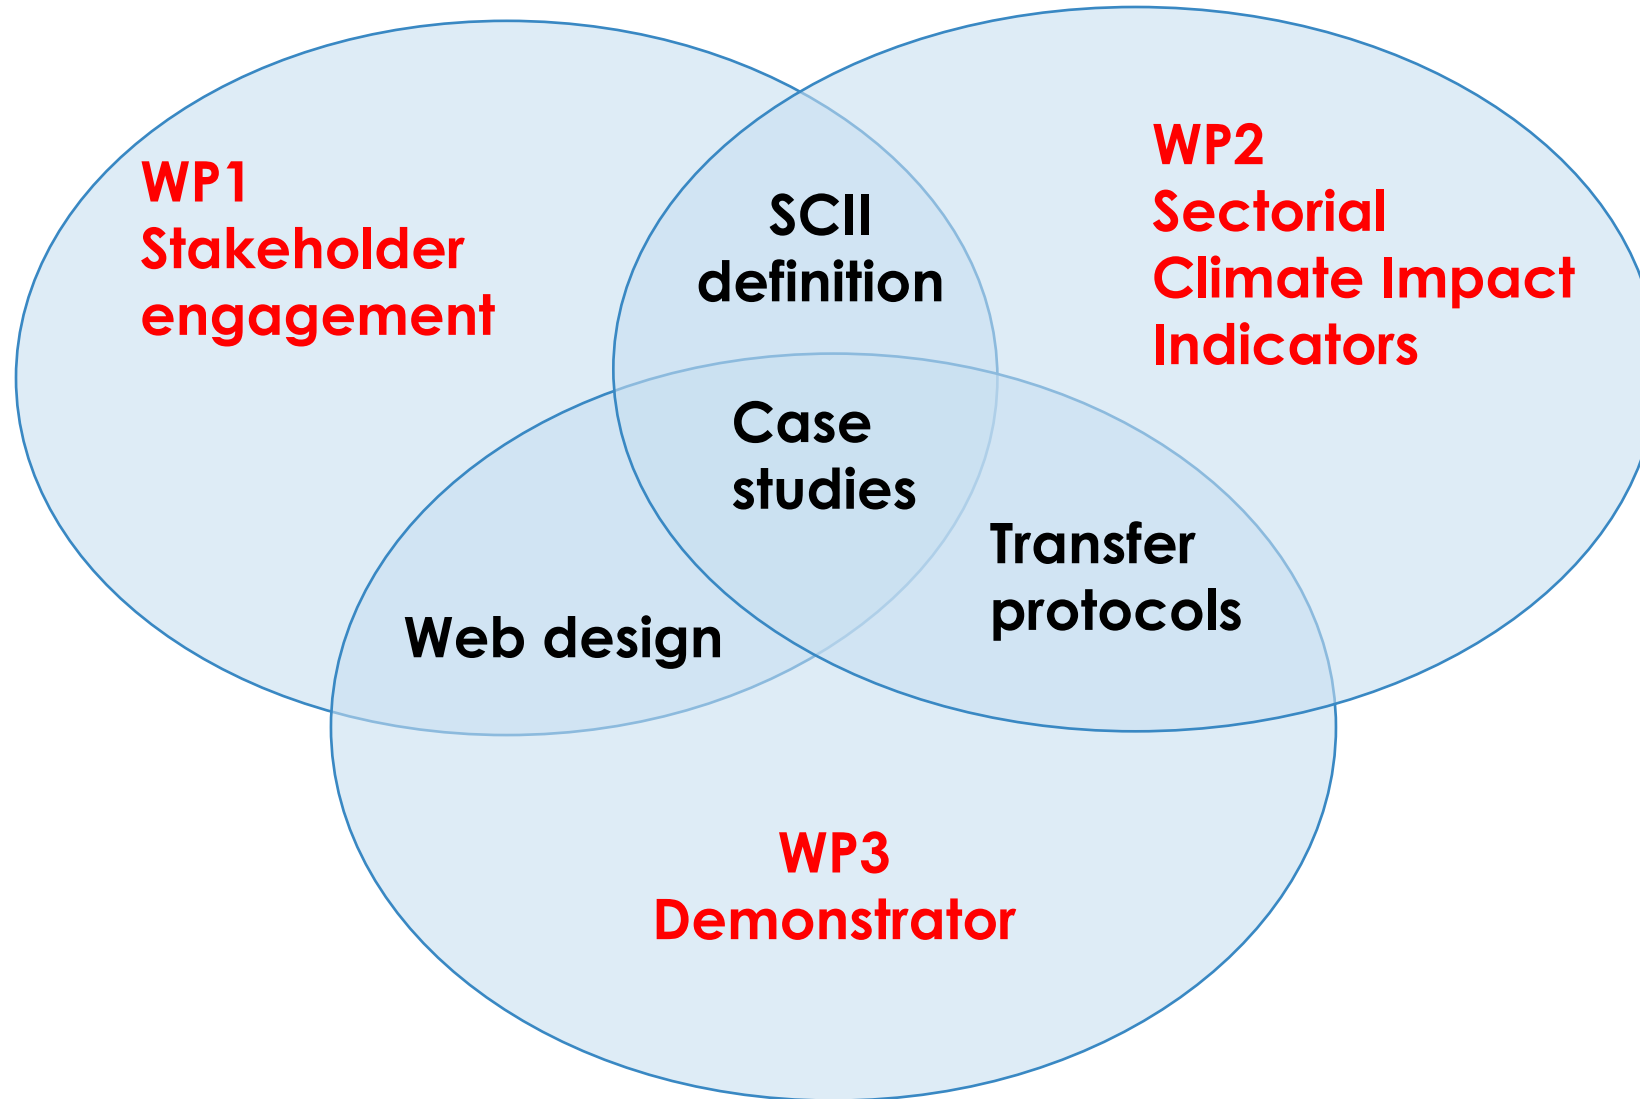 WP1
Stakeholder
engagement
WP2
Sectorial
Climate Impact
Indicators
SCII
definition
Case
studies
Transfer
protocols
Web design
WP3
Demonstrator